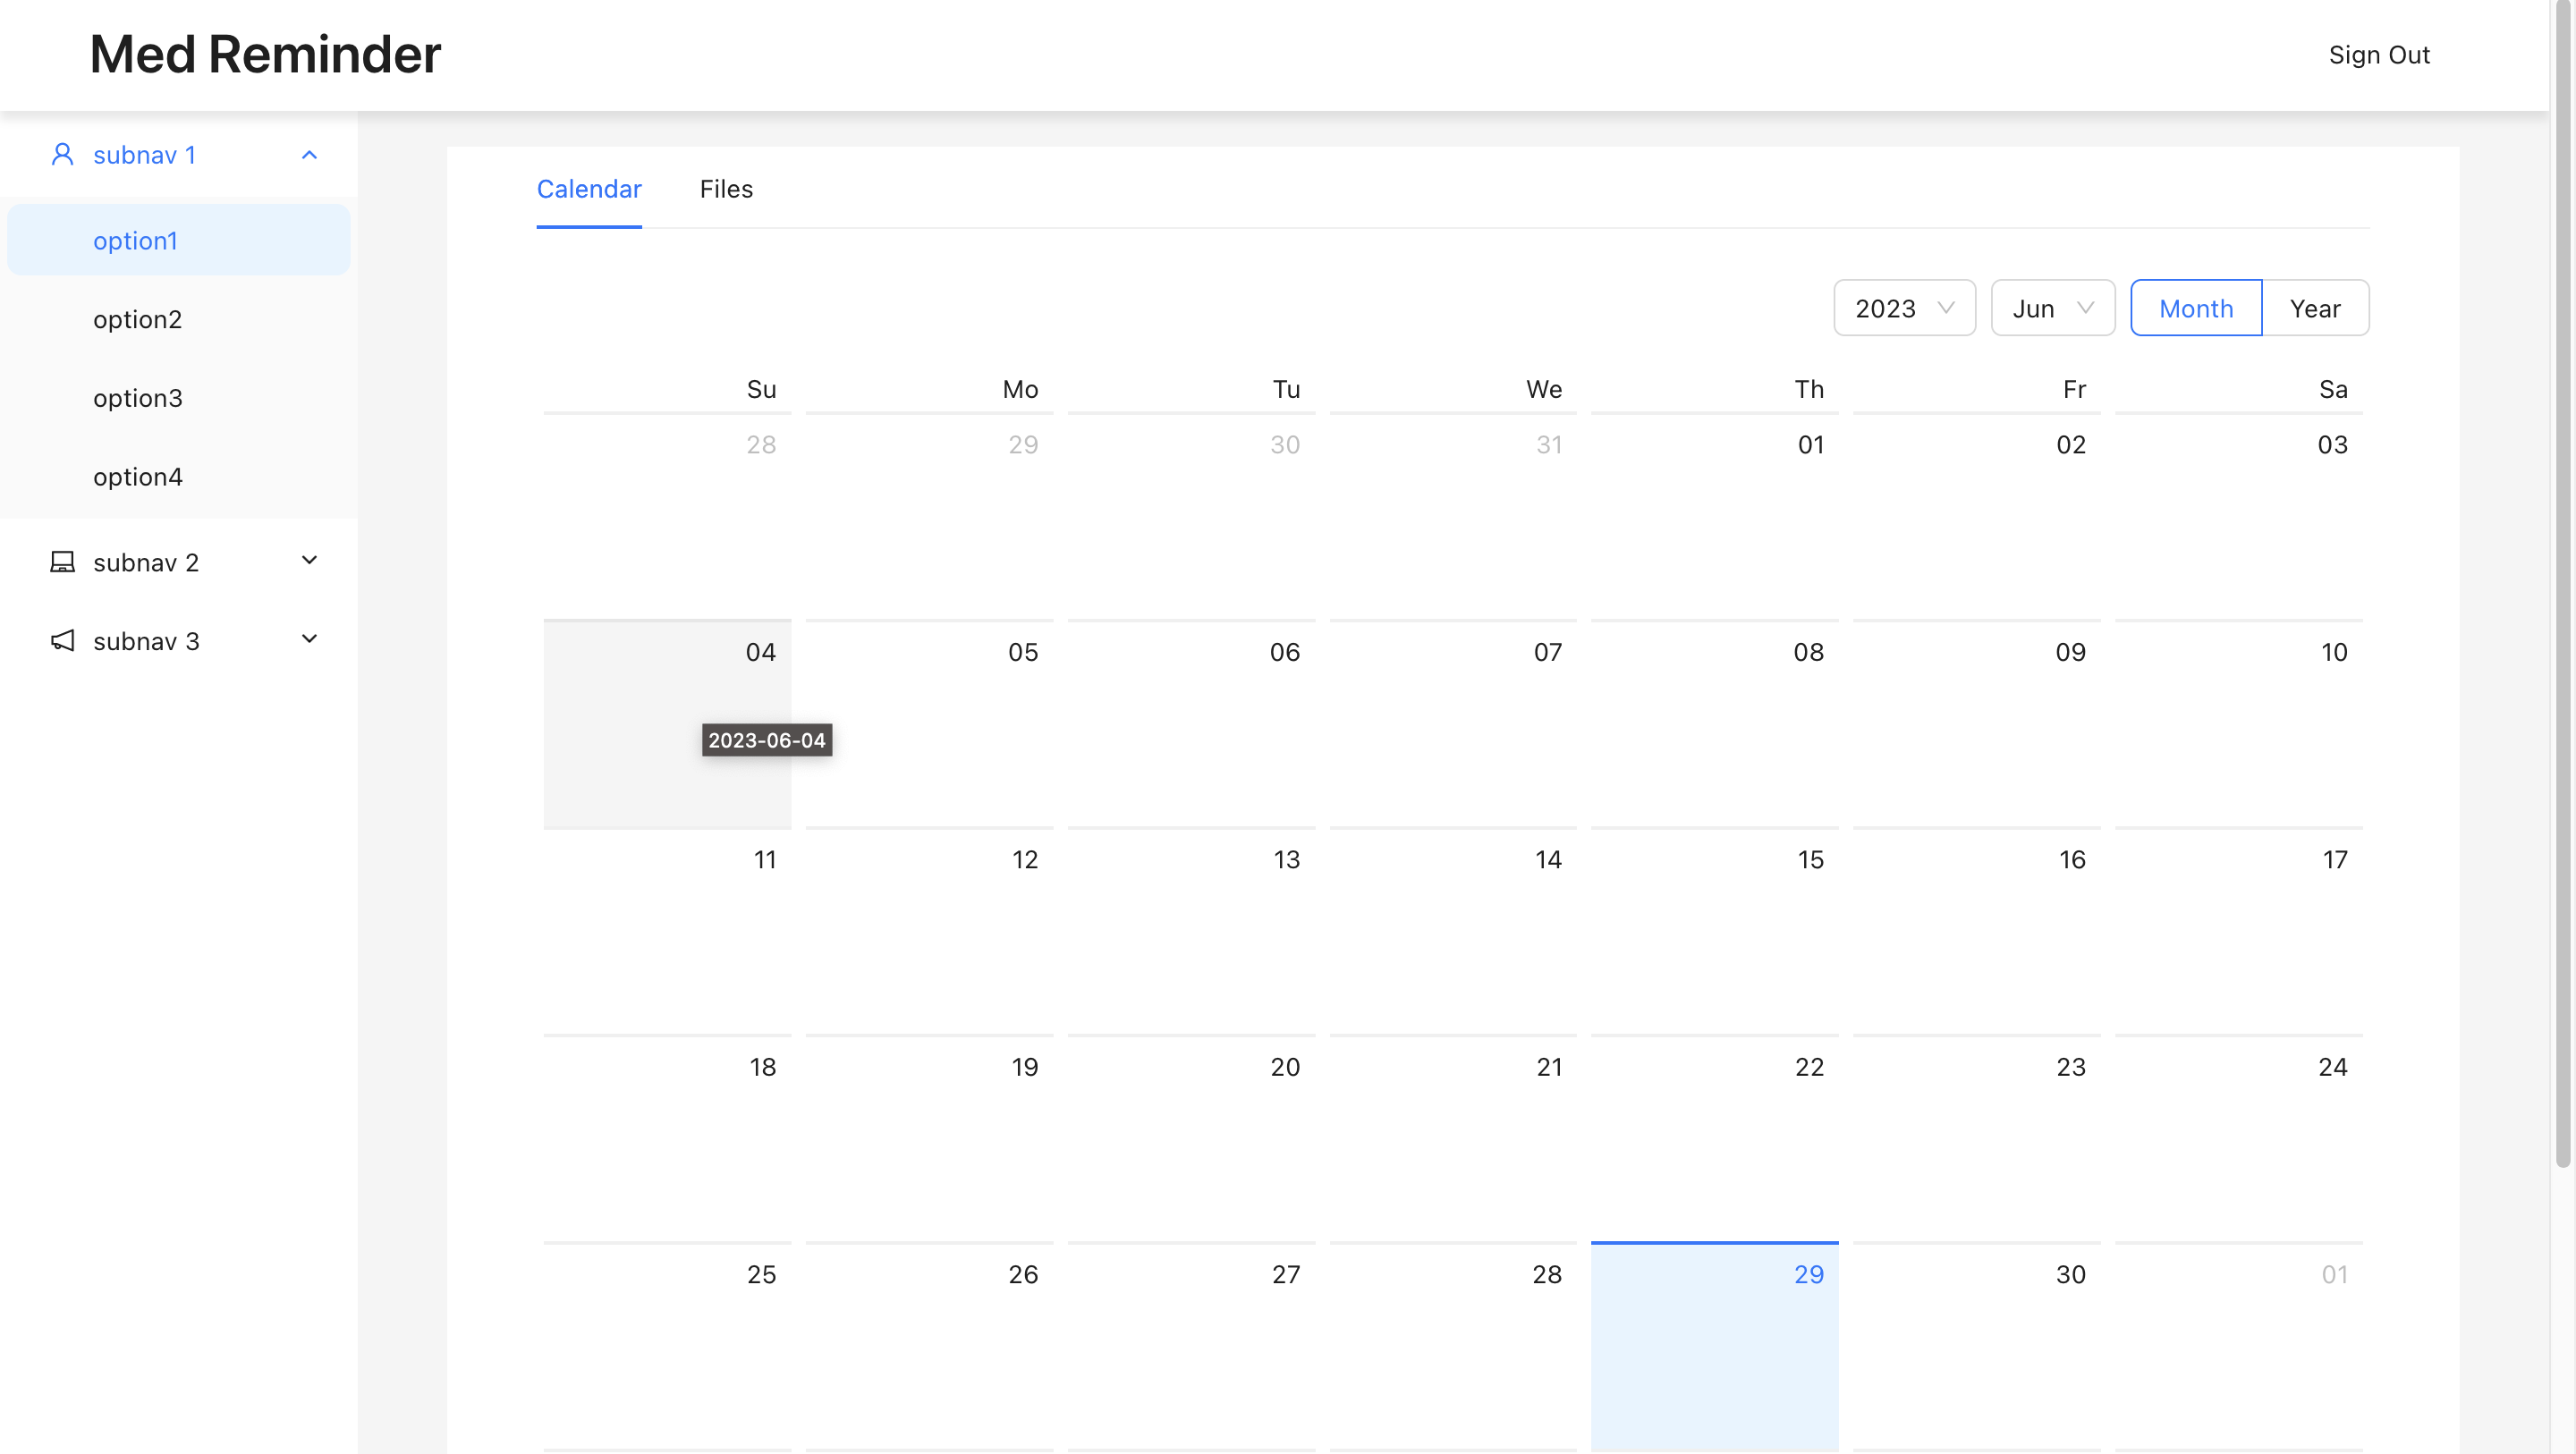 Med Reminder
Sign Out
subnav 1
option1
option2
option3
option4
subnav 2
subnav 3
Calendar Files
2023 Jun Month Year
Su Mo Tu We Th Fr Sa
28 29 30 31 01 02 03
04 05 06 07 08 09 10
2023-06-04
11 12 13 14 15 16 17
18 19 20 21 22 23 24
25 26 27 28 29 30 01